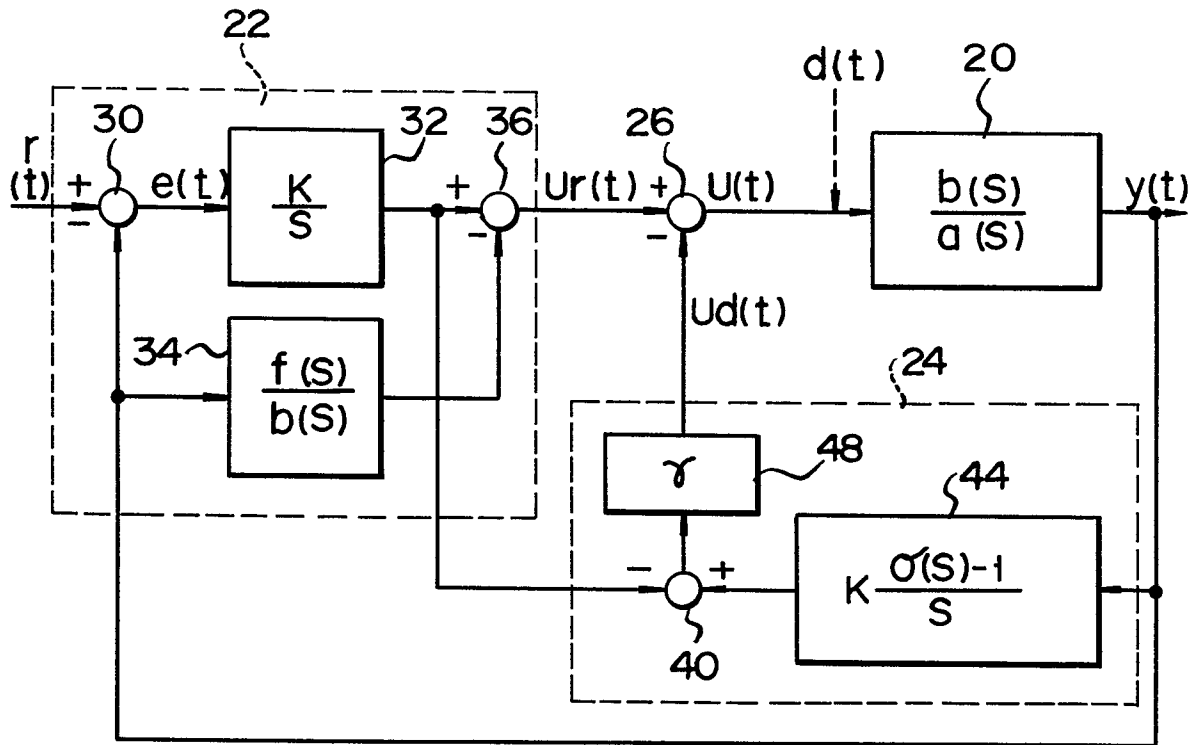 22
d(t)
20
30
32
36
26
r
(t)
+
−
e(t)
K
S
+
−
Ur(t)
+
−
U(t)
b(S)
a(S)
y(t)
Ud(t)
34
f(S)
b(S)
24
γ
48
44
−
+
40
K
σ(S)-1
S